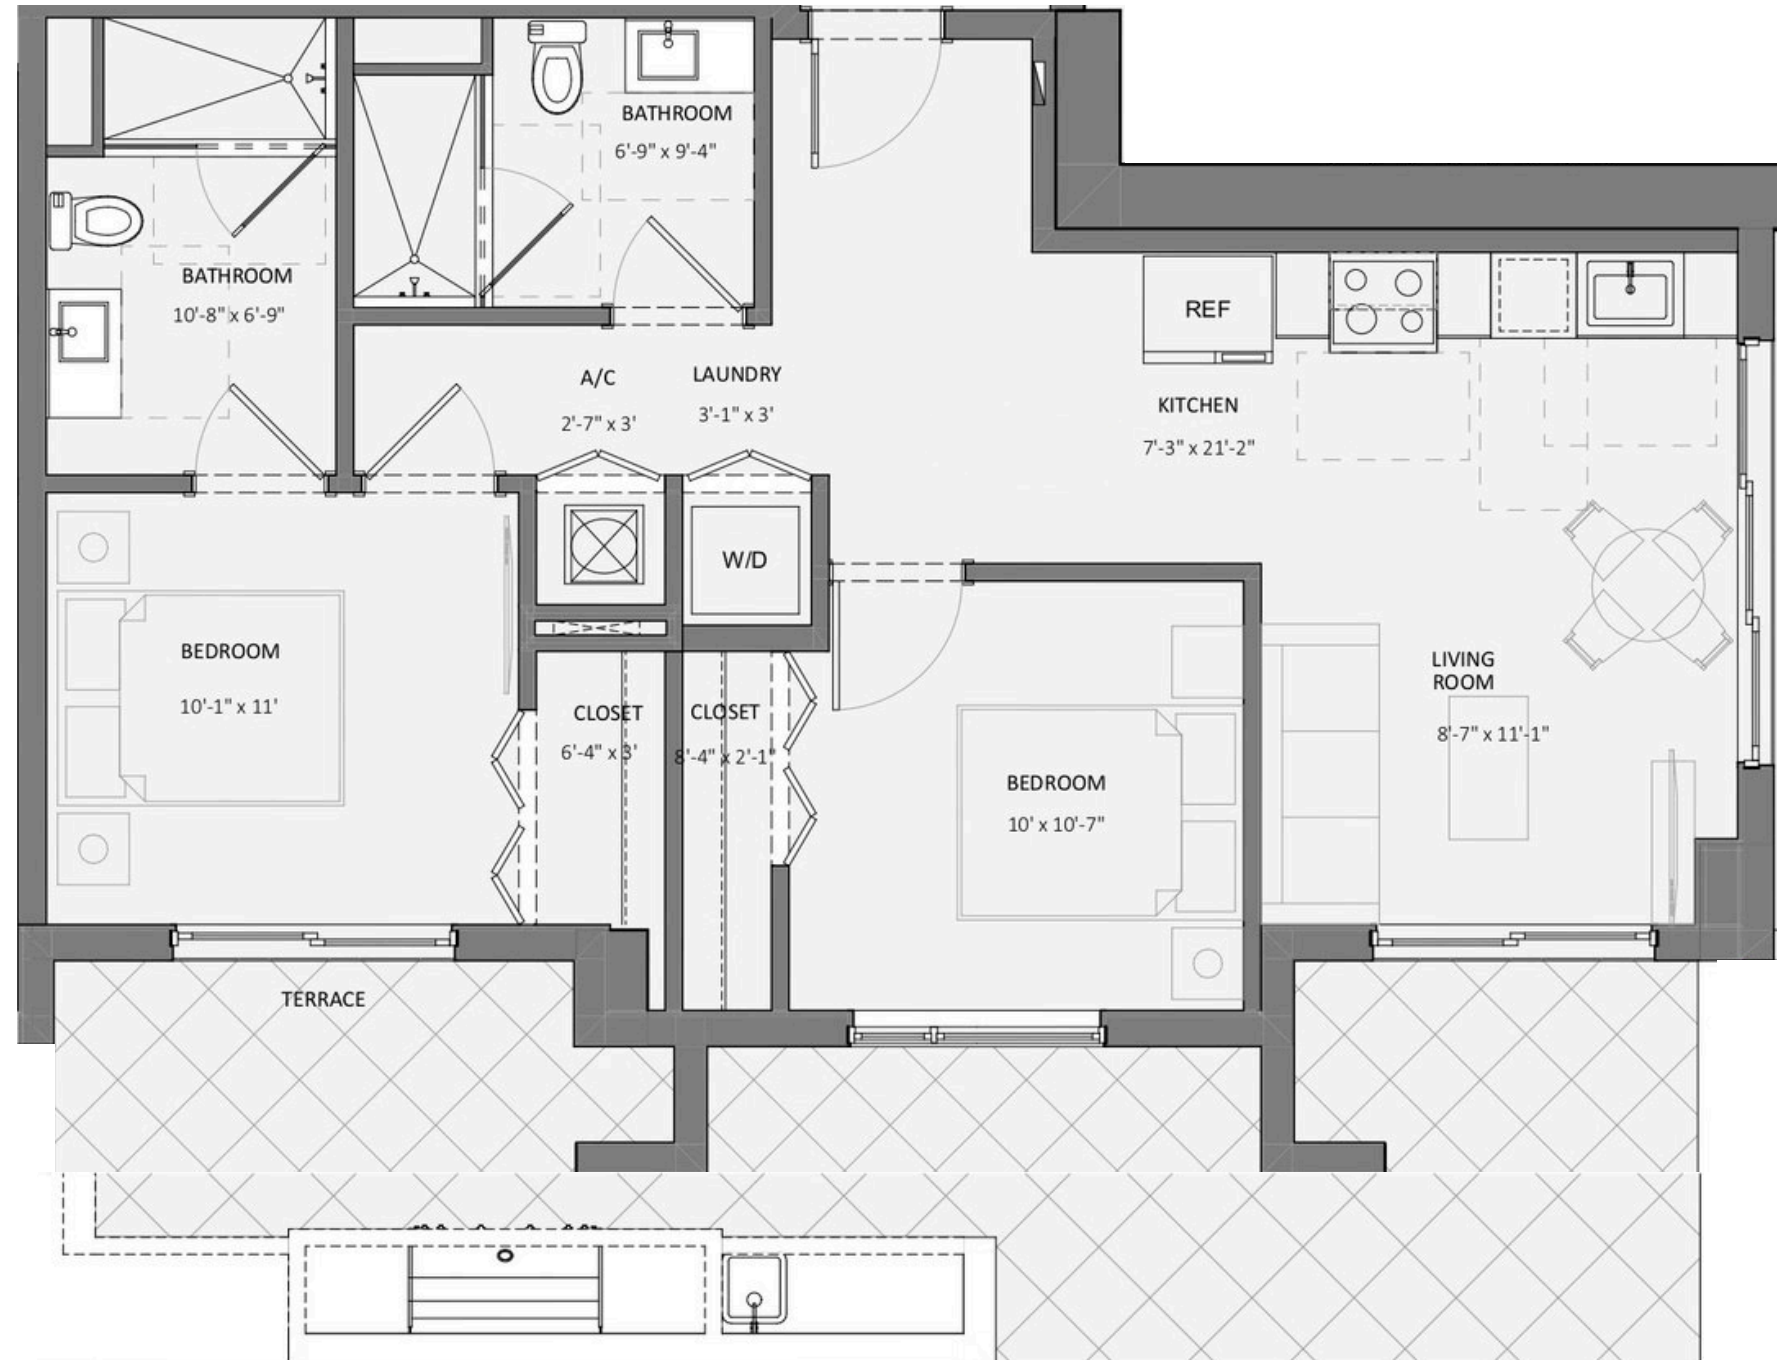 BATHROOM
6'-9" x 9'-4"
BATHROOM
10'-8" x 6'-9"
REF
A/C
2'-7" x 3'
LAUNDRY
3'-1" x 3'
KITCHEN
7'-3" x 21'-2"
W/D
BEDROOM
10'-1" x 11'
CLOSET
6'-4" x 3'
CLOSET
8'-4" x 2'-1"
LIVING
ROOM
8'-7" x 11'-1"
BEDROOM
10' x 10'-7"
TERRACE